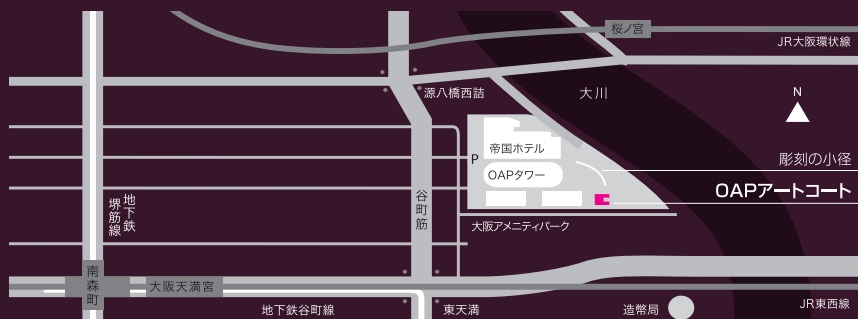 桜ノ宮
JR大阪環状線
源八橋西詰
大川
N
帝国ホテル
P
彫刻の小径
OAPタワー
OAPアートコート
谷町筋
地下鉄
堺筋線
大阪アメニティパーク
南森町
大阪天満宮
地下鉄谷町線
東天満
造幣局
JR東西線